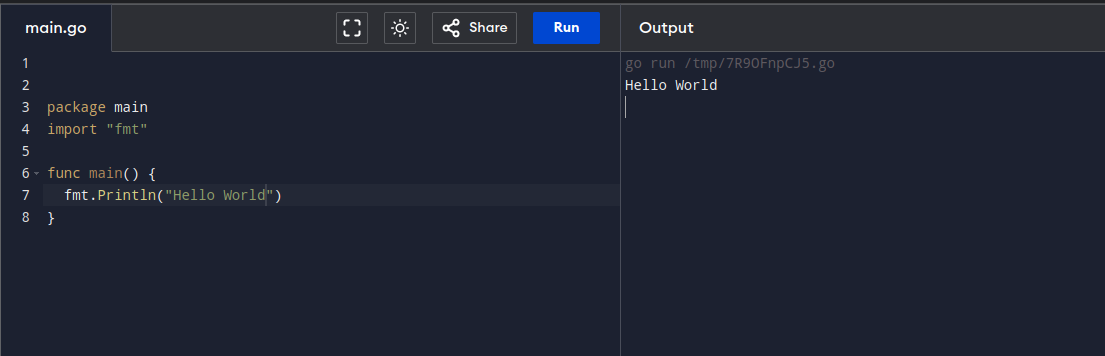 main.go
Share
Run
Output
1
2
3 package main
4 import "fmt"
5
6 func main() {
7 fmt.Println("Hello World")
8 }
go run /tmp/7R9OFnpCJ5.go
Hello World